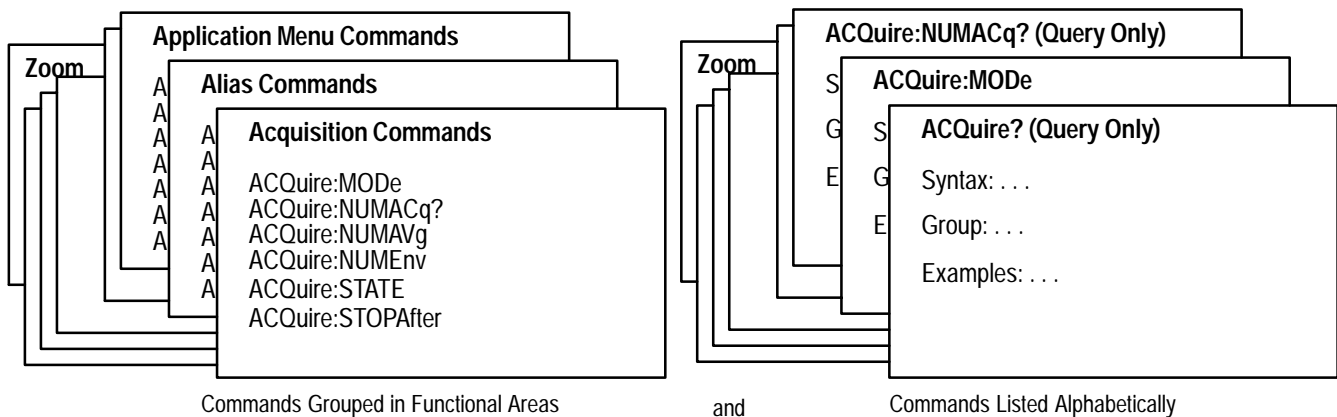 Application Menu Commands
Zoom
A
A
A
A
A
A
A
Alias Commands
A
A
A
A
A
A
A
Acquisition Commands
ACQuire:MODe
ACQuire:NUMACq?
ACQuire:NUMAVg
ACQuire:NUMEnv
ACQuire:STATE
ACQuire:STOPAfter
Commands Grouped in Functional Areas
and
ACQuire:NUMACq? (Query Only)
Zoom
S
G
E
ACQuire:MODe
S
G
E
ACQuire? (Query Only)
Syntax: . . .
Group: . . .
Examples: . . .
Commands Listed Alphabetically